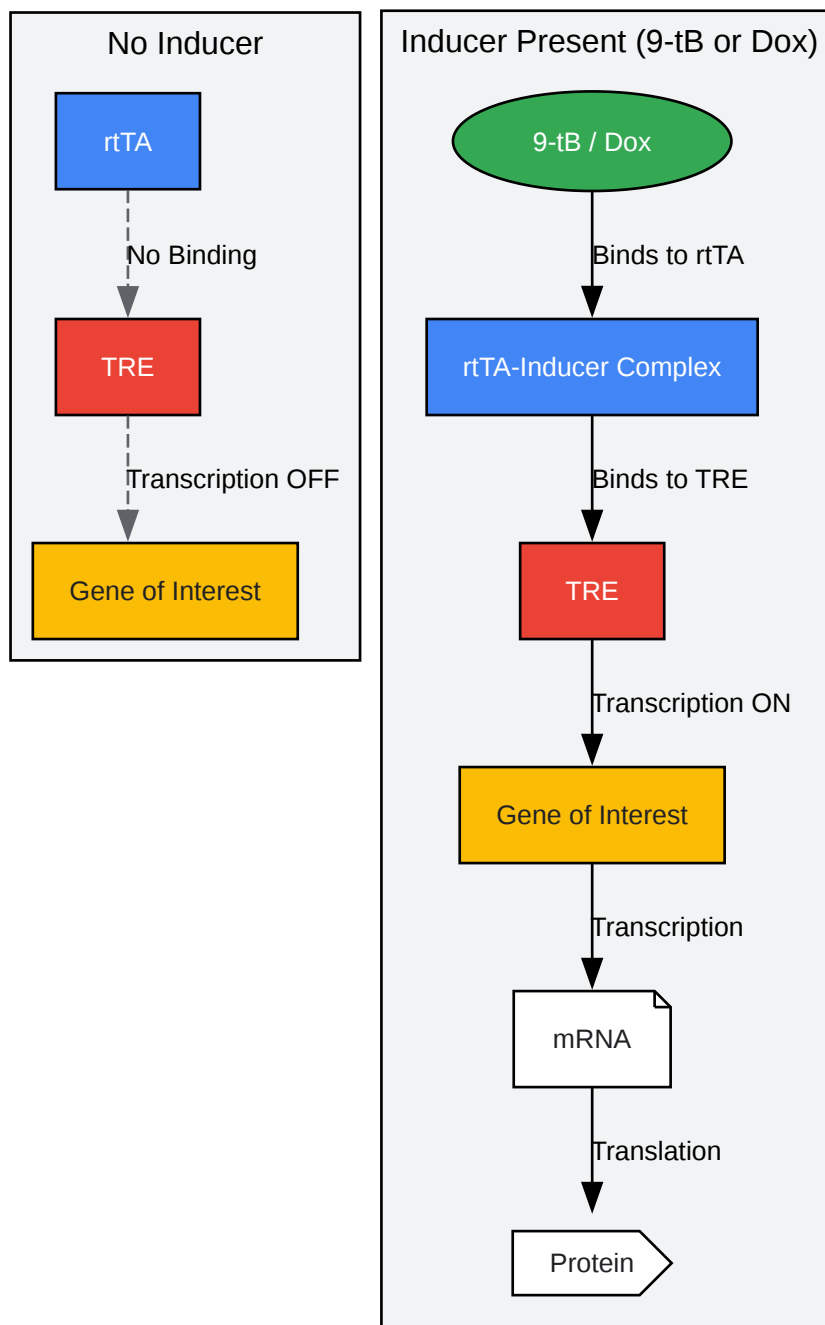 No Inducer
rtTA
No Binding
TRE
Transcription OFF
Gene of Interest
Inducer Present (9-tB or Dox)
9-tB / Dox
Binds to rtTA
rtTA-Inducer Complex
Binds to TRE
TRE
Transcription ON
Gene of Interest
Transcription
mRNA
Translation
Protein